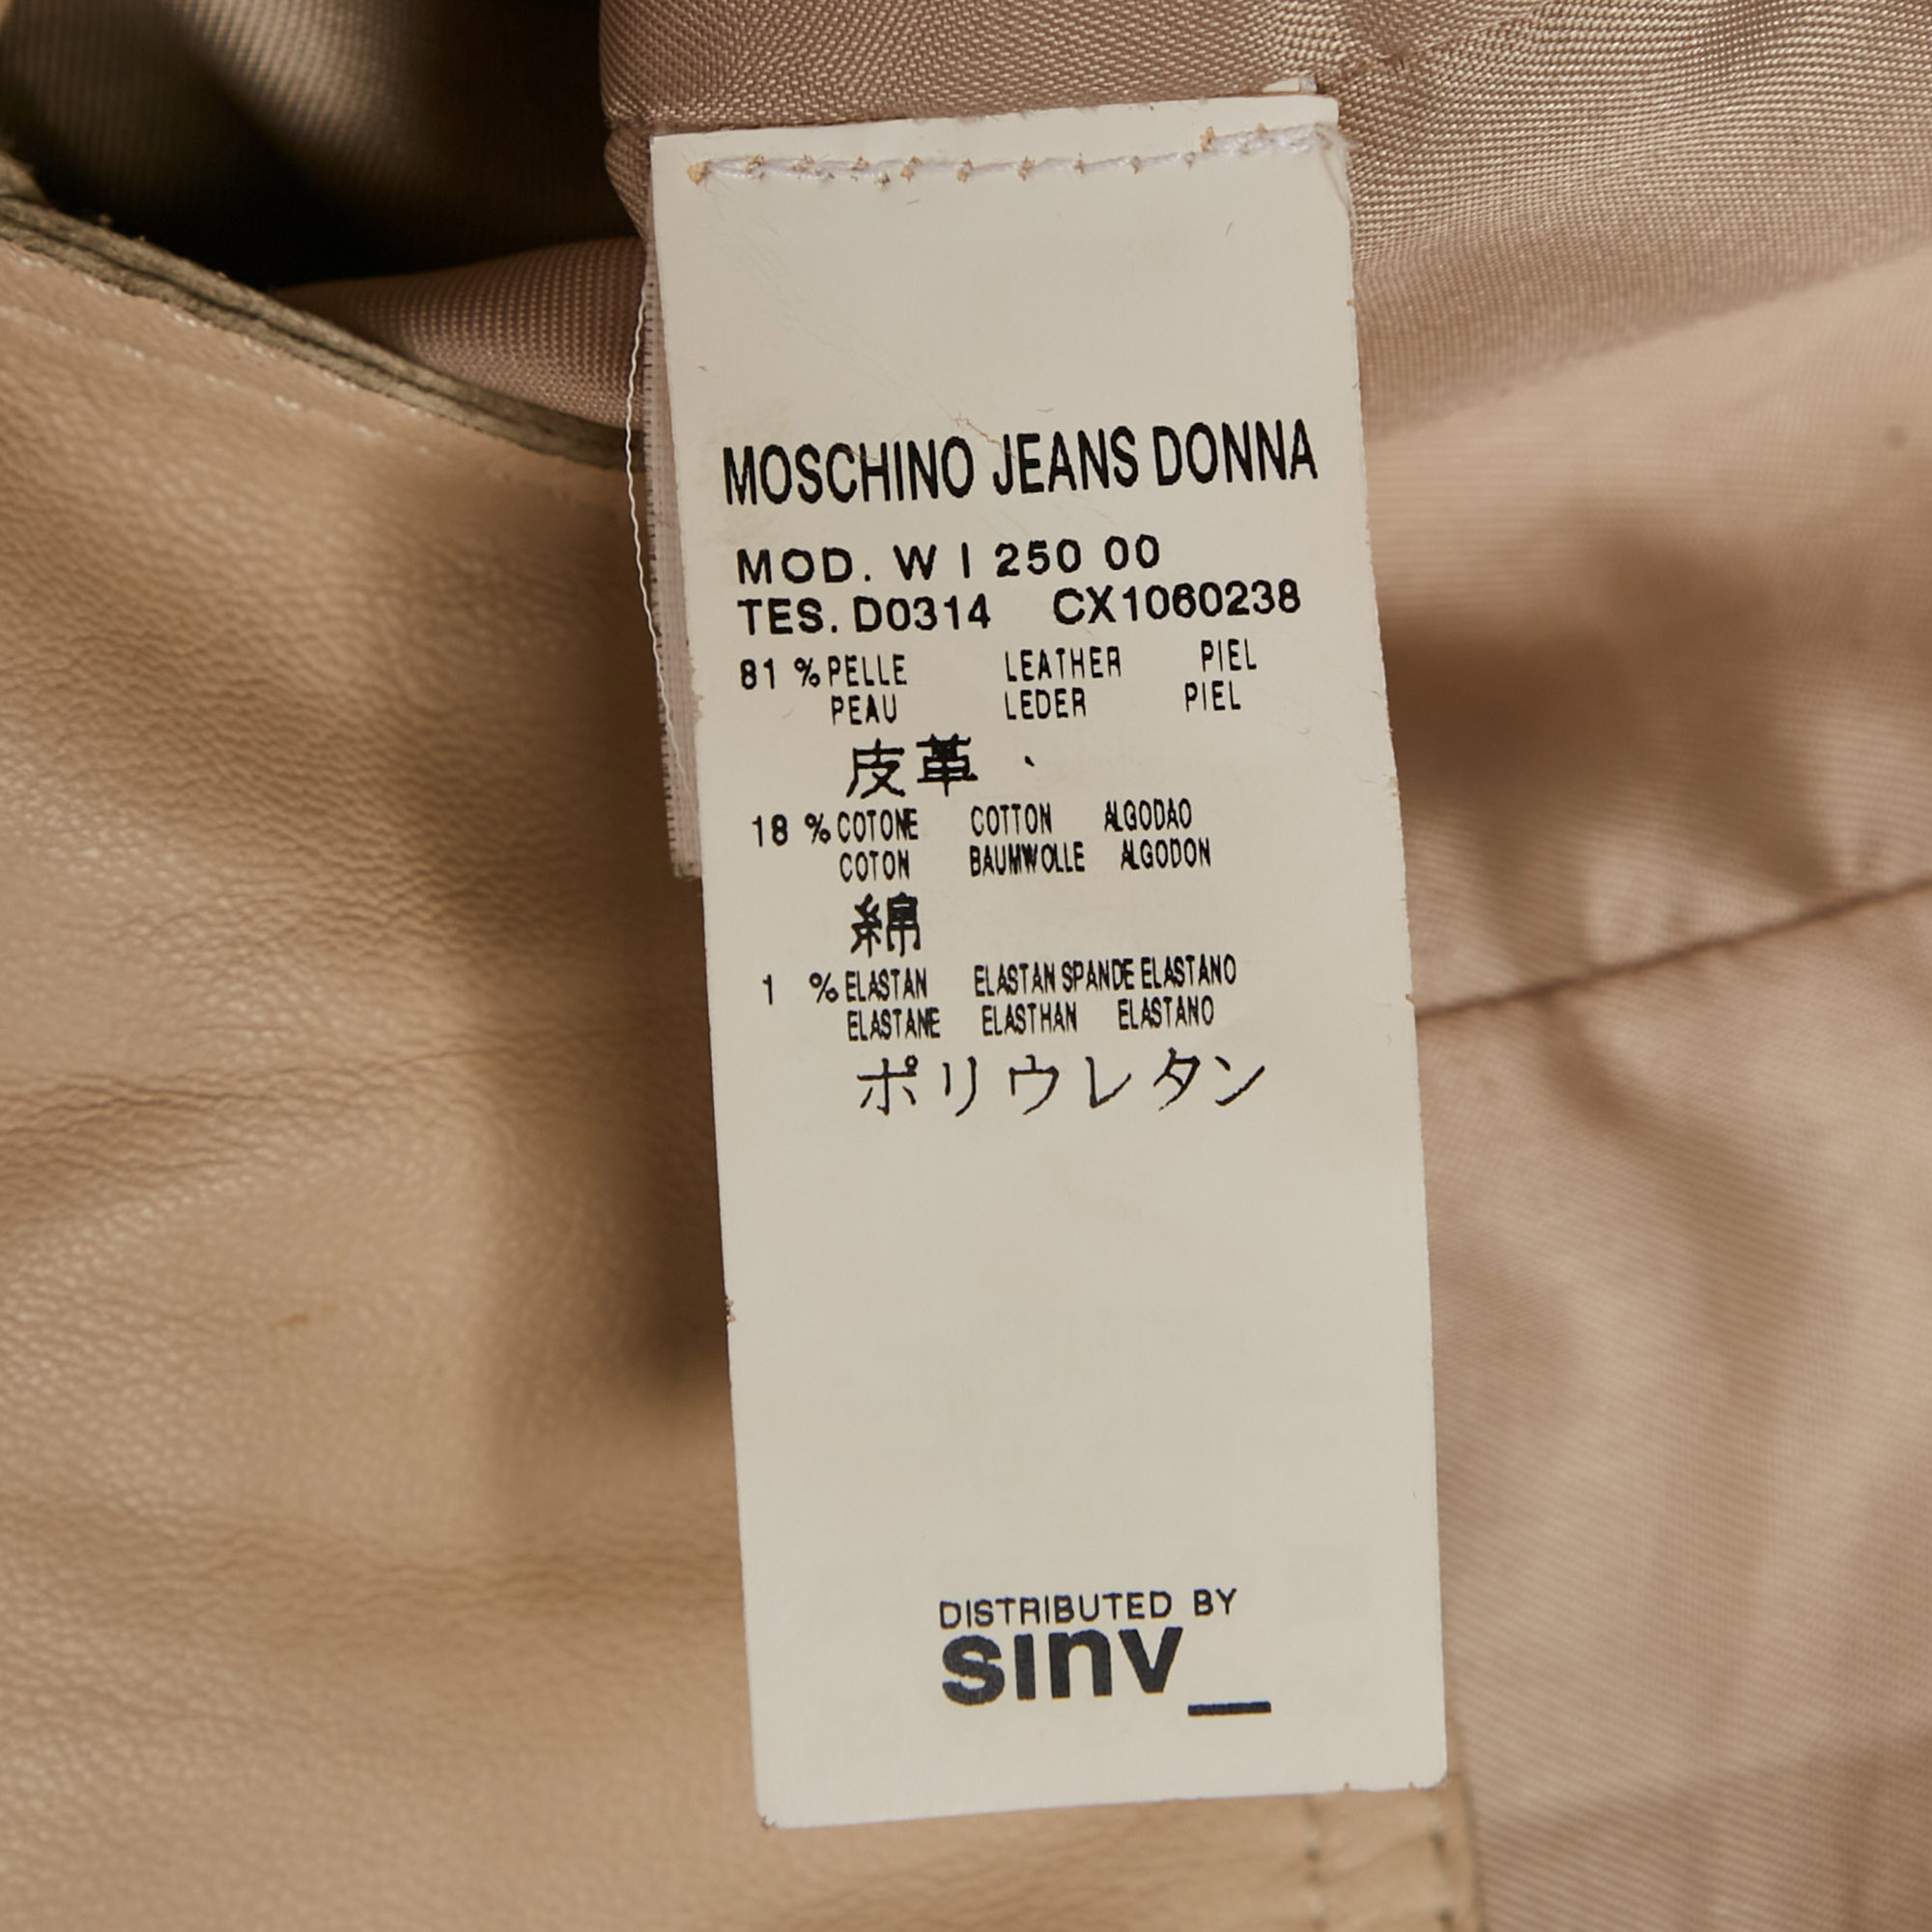 MOSCHINO JEANS DONNA
MOD. W I 250 00
TES. D0314 CX1060238
81 % PELLE LEATHER PIEL
PEAU LEDER PIEL
皮革、
18 % COTONE COTTON ALGODAO
COTON BAUMWOLLE ALGODON
綿
1 % ELASTAN ELASTAN SPANDE ELASTANO
ELASTANE ELASTHAN ELASTANO
ポリウレタン
DISTRIBUTED BY
sınv_